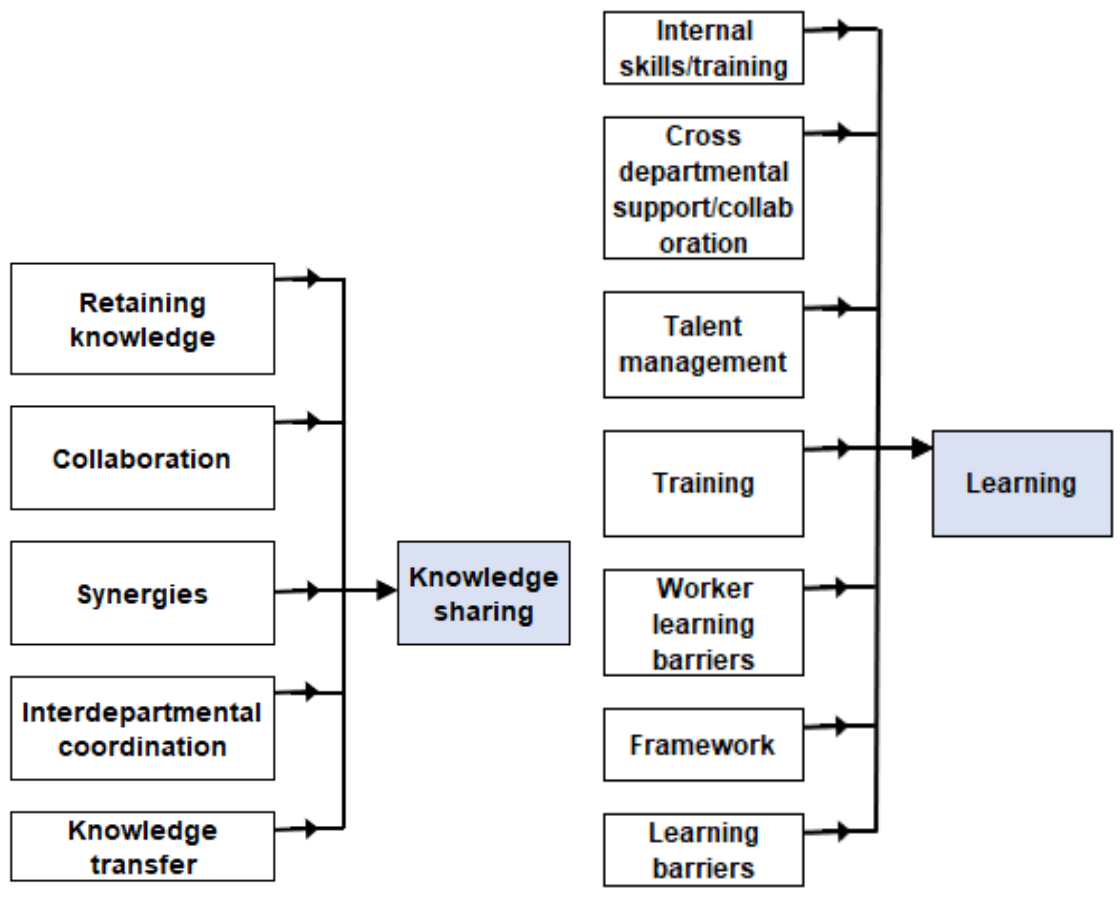 Retaining
knowledge
Collaboration
Synergies
Interdepartmental
coordination
Knowledge
transfer
Knowledge
sharing
Internal
skills/training
Cross
departmental
support/collab
oration
Talent
management
Training
Worker
learning
barriers
Framework
Learning
barriers
Learning